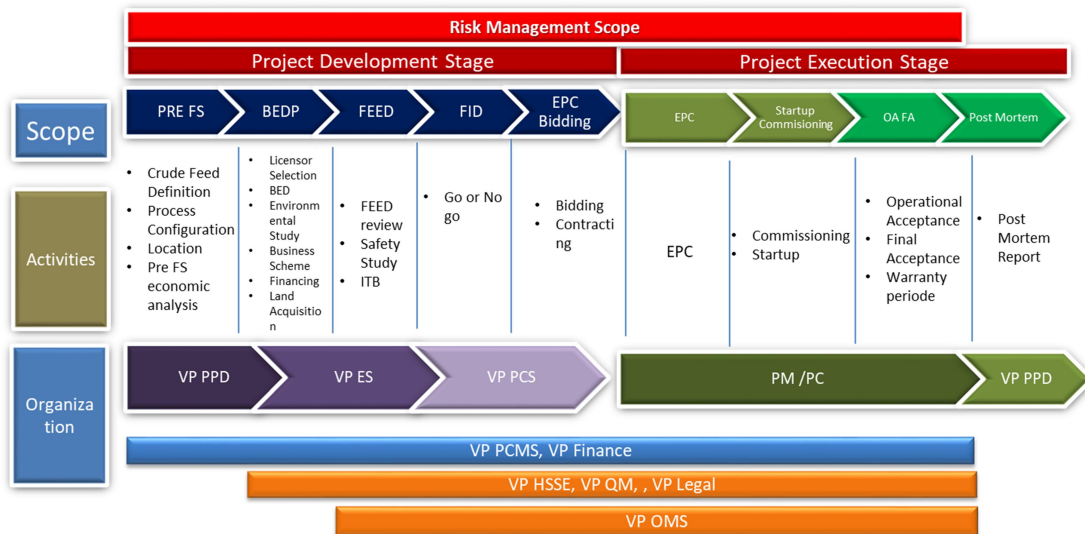 Risk Management Scope
Project Development Stage
Project Execution Stage
Scope
PRE FS
BEDP
FEED
FID
EPC
Bidding
EPC
Startup
Commisioning
OA FA
Post Mortem
Activities
• Crude Feed
Definition
• Process
Configuration
• Location
• Pre FS
economic
analysis
• Licensor
Selection
• BED
• Environm
ental
Study
• Business
Scheme
• Financing
• Land
Acquisitio
n
• FEED
review
• Safety
Study
• ITB
• Go or No
go
• Bidding
• Contracti
ng
EPC
• Commissioning
• Startup
• Operational
Acceptance
• Final
Acceptance
• Warranty
periode
• Post
Mortem
Report
Organiza
tion
VP PPD
VP ES
VP PCS
PM /PC
VP PPD
VP PCMS, VP Finance
VP HSSE, VP QM, , VP Legal
VP OMS